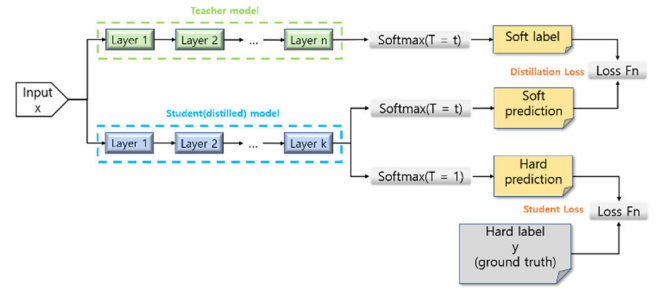 Teacher model
Layer 1
Layer 2
...
Layer n
Softmax(T = t)
Soft label
Input
x
Distillation Loss
Loss Fn
Student(distilled) model
Layer 1
Layer 2
...
Layer k
Softmax(T = t)
Soft
prediction
Softmax(T = 1)
Hard
prediction
Student Loss
Loss Fn
Hard label
y
(ground truth)